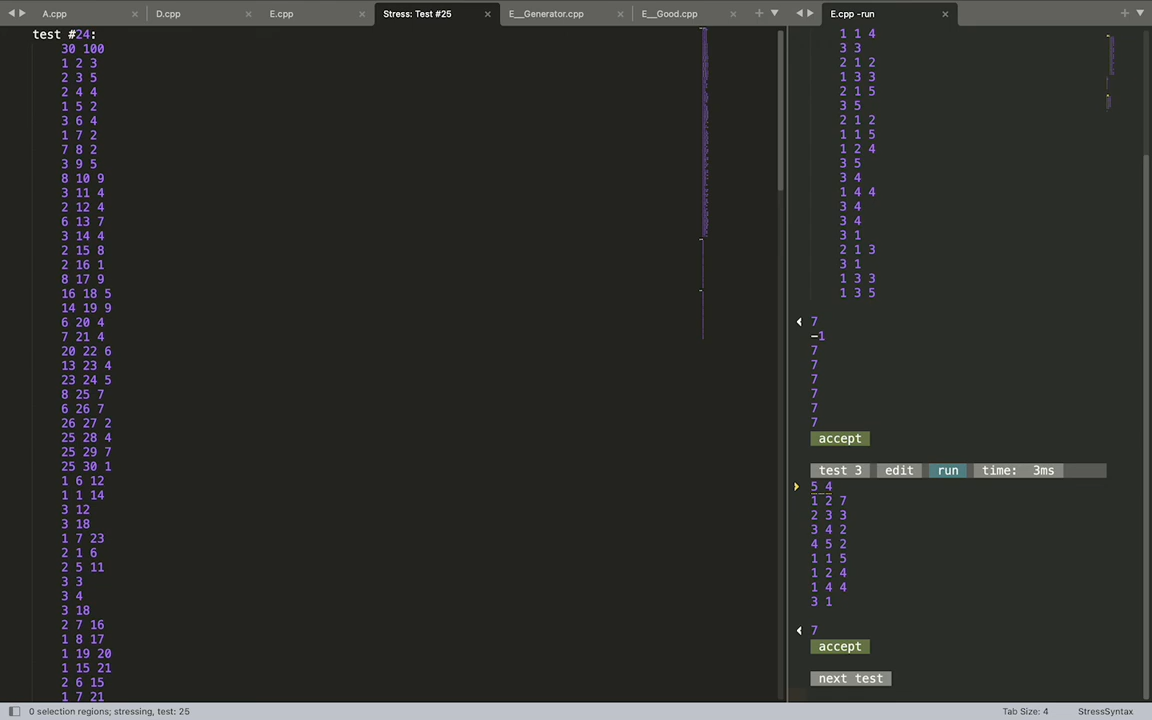 A.cpp
D.cpp
E.cpp
Stress: Test #25
E__Generator.cpp
E__Good.cpp
test #24:
30 100
1 2 3
2 3 5
2 4 4
1 5 2
3 6 4
1 7 2
7 8 2
3 9 5
8 10 9
3 11 4
2 12 4
6 13 7
3 14 4
2 15 8
2 16 1
8 17 9
16 18 5
14 19 9
6 20 4
7 21 4
20 22 6
13 23 4
23 24 5
8 25 7
6 26 7
26 27 2
25 28 4
25 29 7
25 30 1
1 6 12
1 1 14
3 12
3 18
1 7 23
2 1 6
2 5 11
3 3
3 4
3 18
2 7 16
1 8 17
1 19 20
1 15 21
2 6 15
1 7 21
E.cpp -run
1 1 4
3 3
2 1 2
1 3 3
2 1 5
3 5
2 1 2
1 1 5
1 2 4
3 5
3 4
1 4 4
3 4
3 4
3 1
2 1 3
3 1
1 3 3
1 3 5
7
-1
7
7
7
7
7
7
accept
test 3 edit run time: 3ms
5 4
1 2 7
2 3 3
3 4 2
4 5 2
1 1 5
1 2 4
1 4 4
3 1
7
accept
next test
0 selection regions; stressing, test: 25
Tab Size: 4
StressSyntax